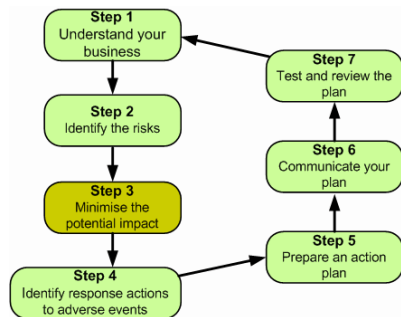 Step 1
Understand your
business
Step 2
Identify the risks
Step 3
Minimise the
potential impact
Step 4
Identify response actions
to adverse events
Step 5
Prepare an action
plan
Step 6
Communicate your
plan
Step 7
Test and review the
plan